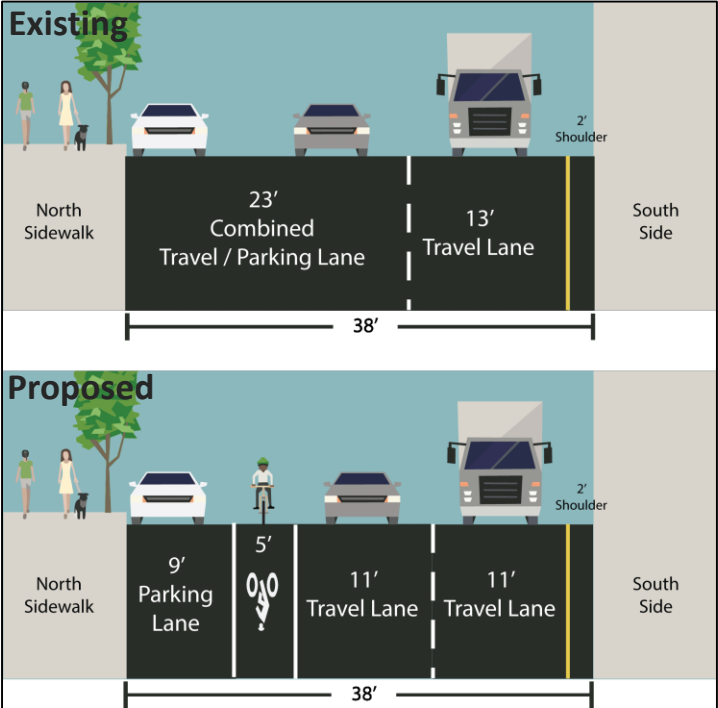 Existing
2’
Shoulder
North
Sidewalk
23’
Combined
Travel / Parking Lane
13’
Travel Lane
South
Side
38’
Proposed
2’
Shoulder
North
Sidewalk
9’
Parking
Lane
5’
11’
Travel Lane
11’
Travel Lane
South
Side
38’